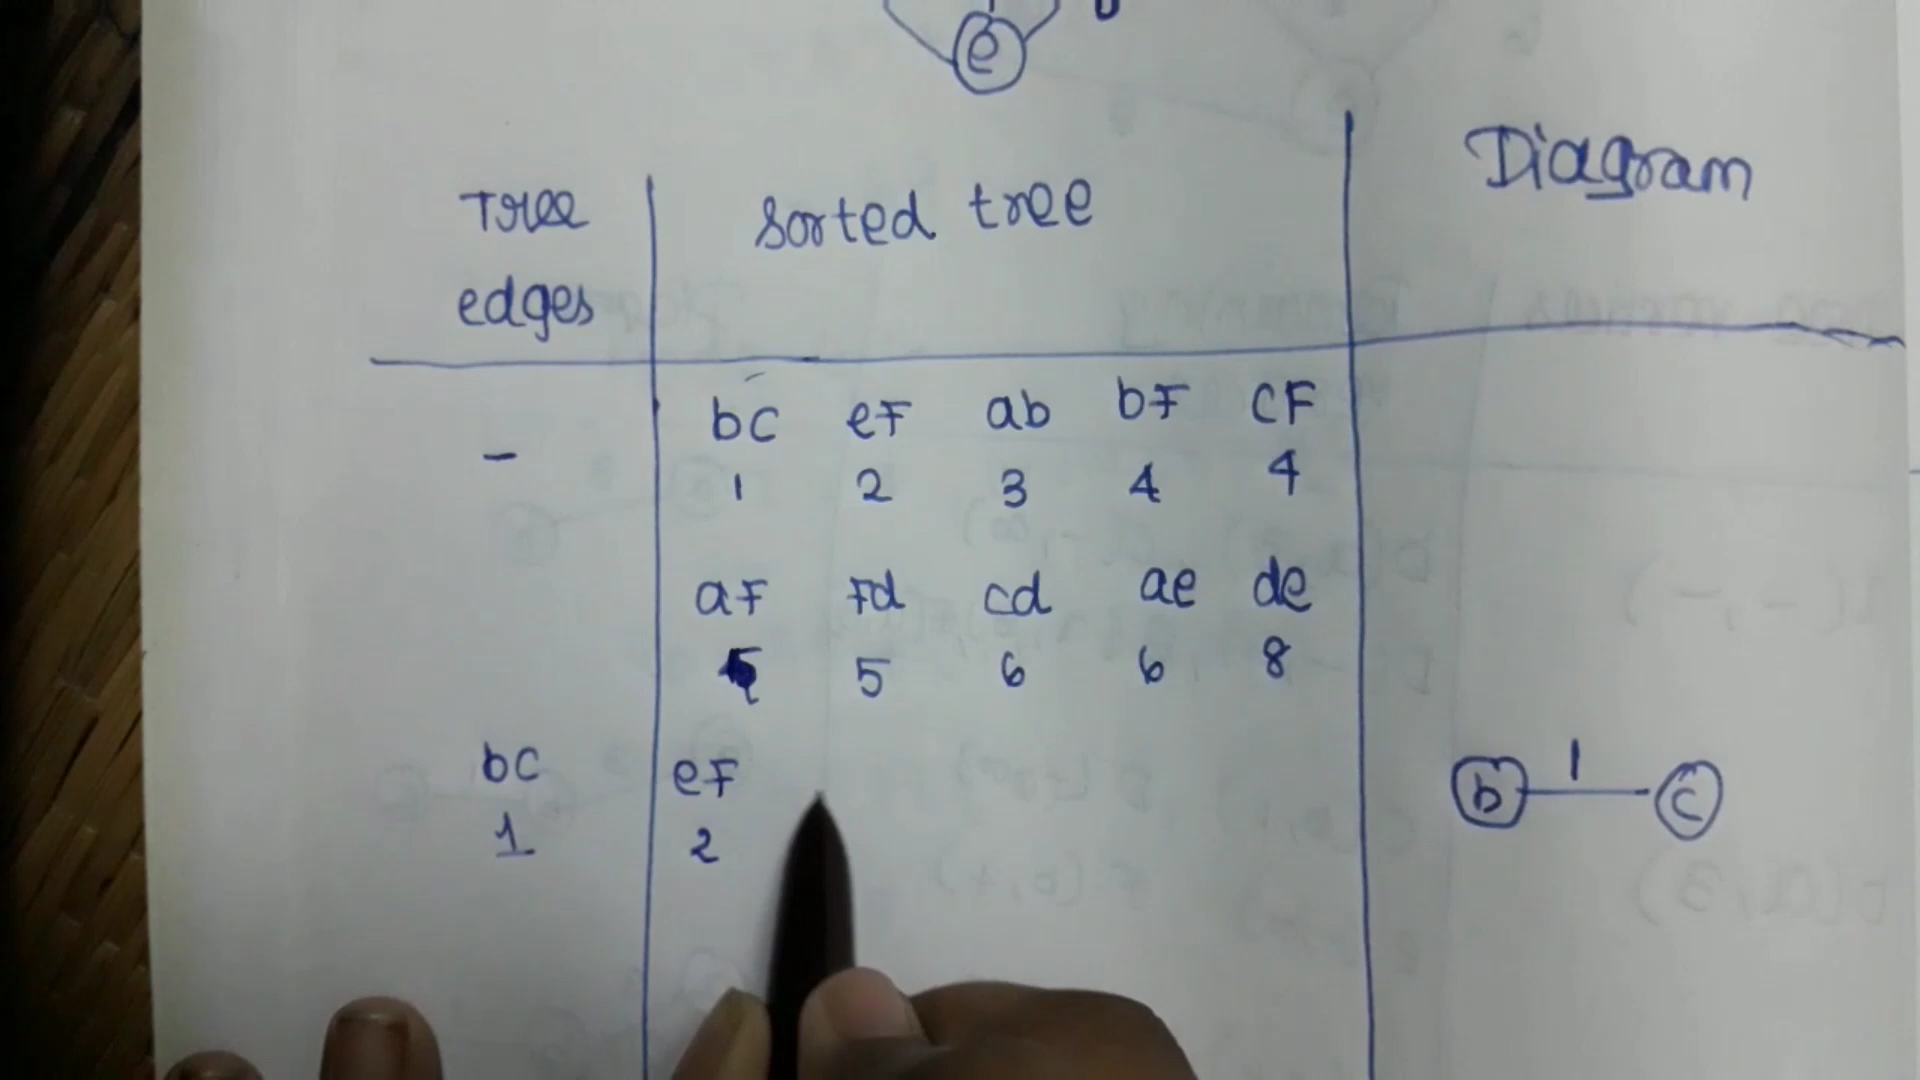 e
Tree
edges
sorted tree
Diagram
-
bc eF ab bF CF
1 2 3 4 4
aF Fd cd ae de
5 5 6 6 8
bc
1
eF
2
b 1 c